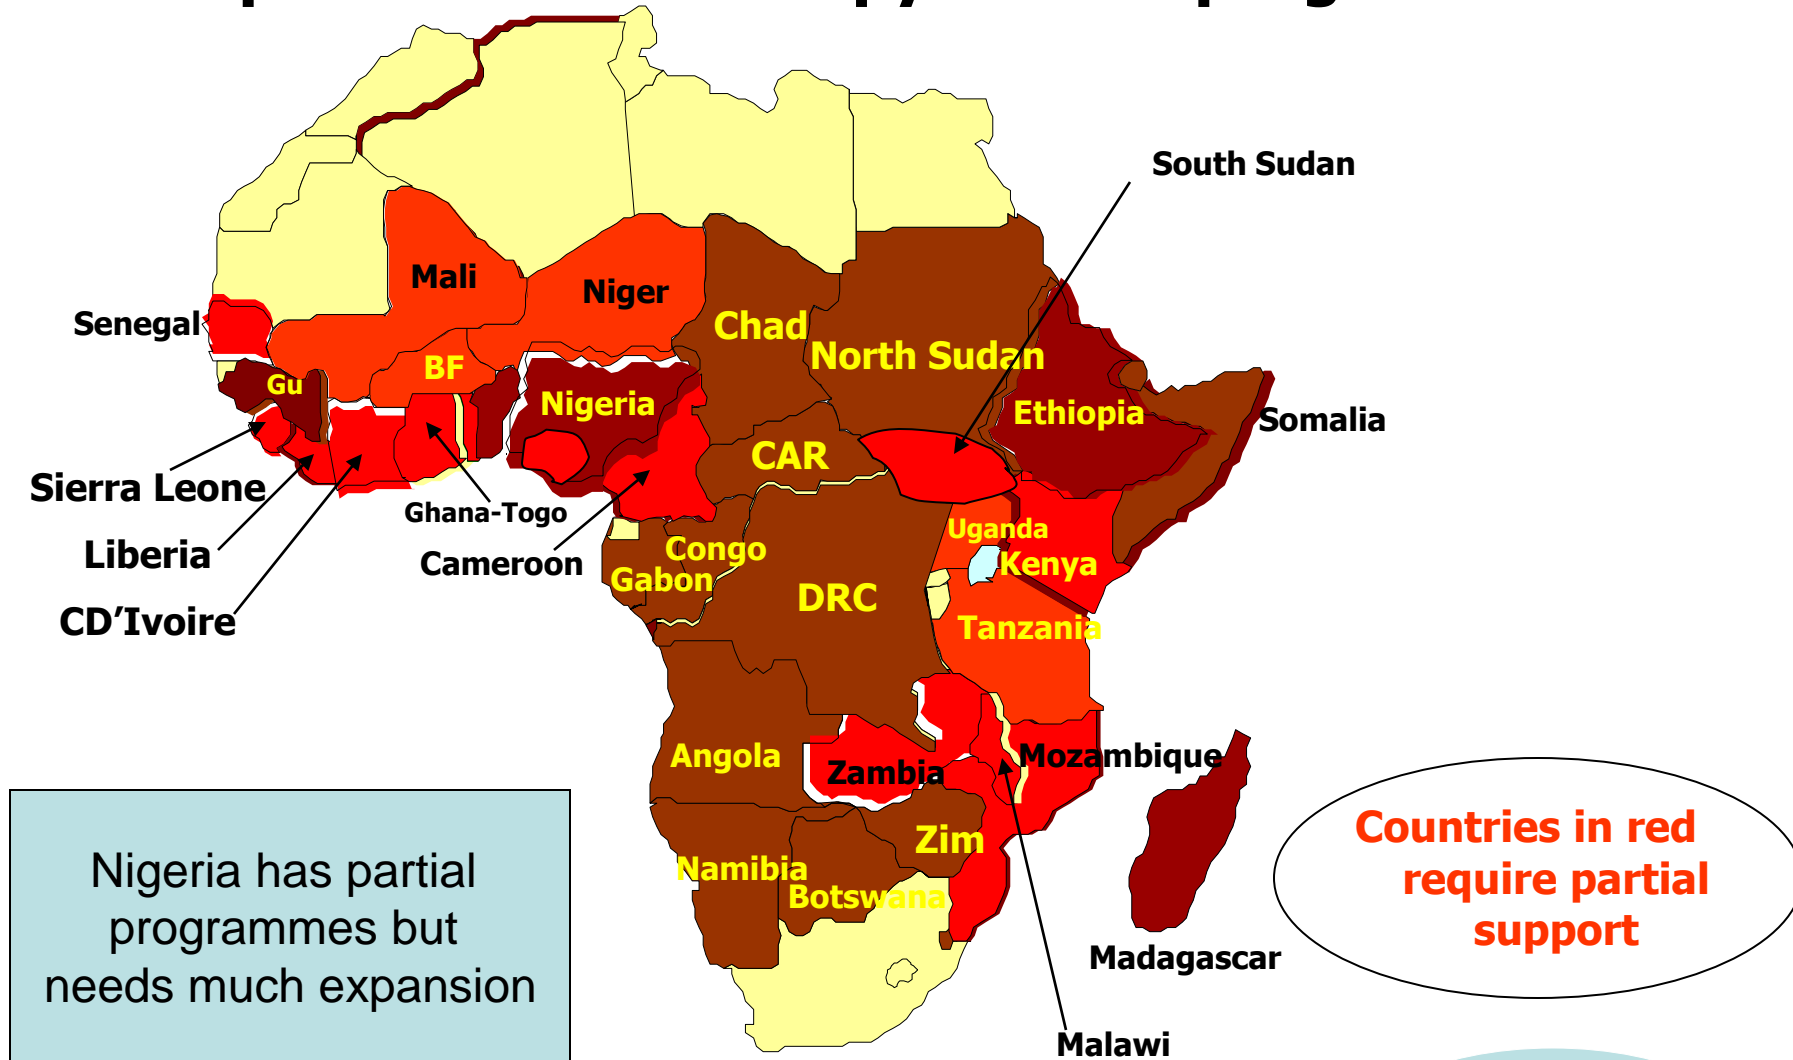 South Sudan
Mali
Niger
Senegal
Chad
North Sudan
BF
Gu
Nigeria
Ethiopia
Somalia
CAR
Sierra Leone
Ghana-Togo
Uganda
Liberia
Cameroon
Congo
Kenya
Gabon
DRC
CD’Ivoire
Tanzania
Angola
Zambia
Mozambique
Zim
Namibia
Botswana
Madagascar
Malawi
Nigeria has partial
programmes but
needs much expansion
Countries in red
require partial
support